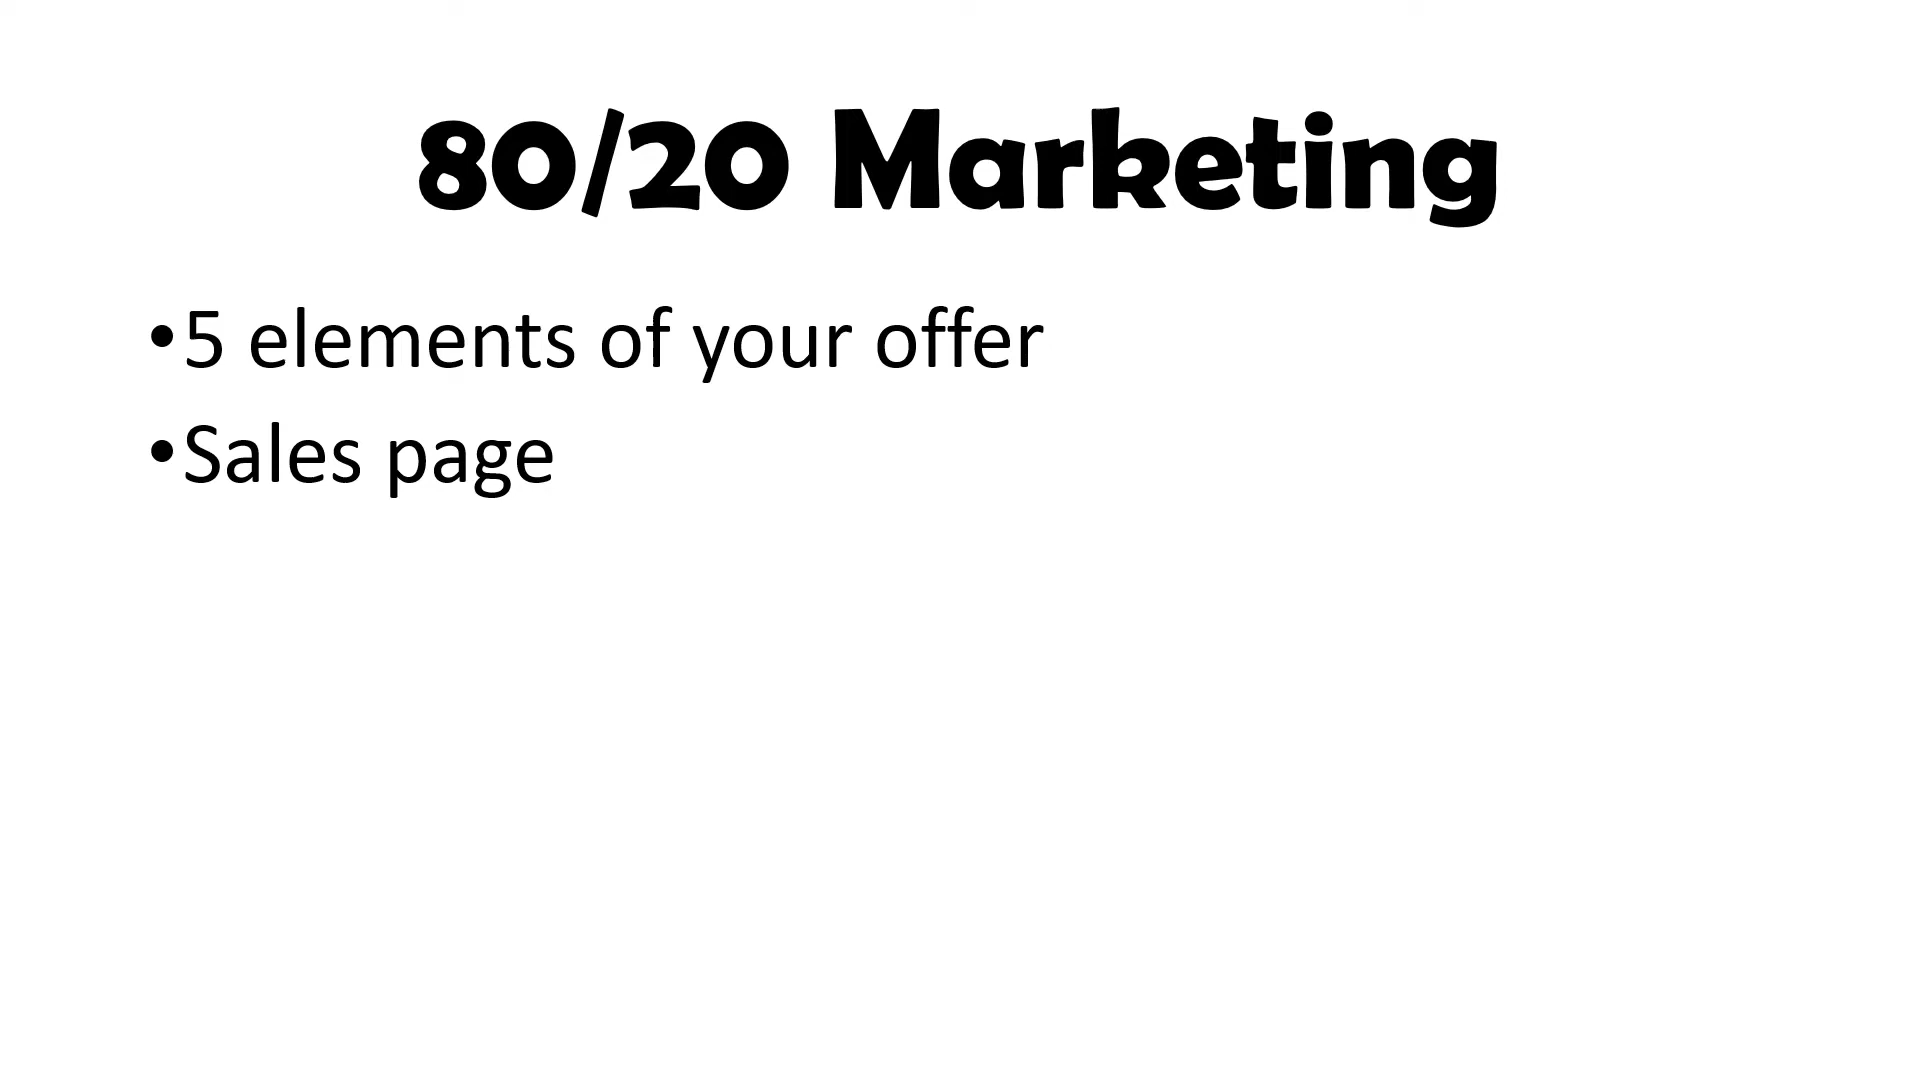 80/20 Marketing
•5 elements of your offer
•Sales page